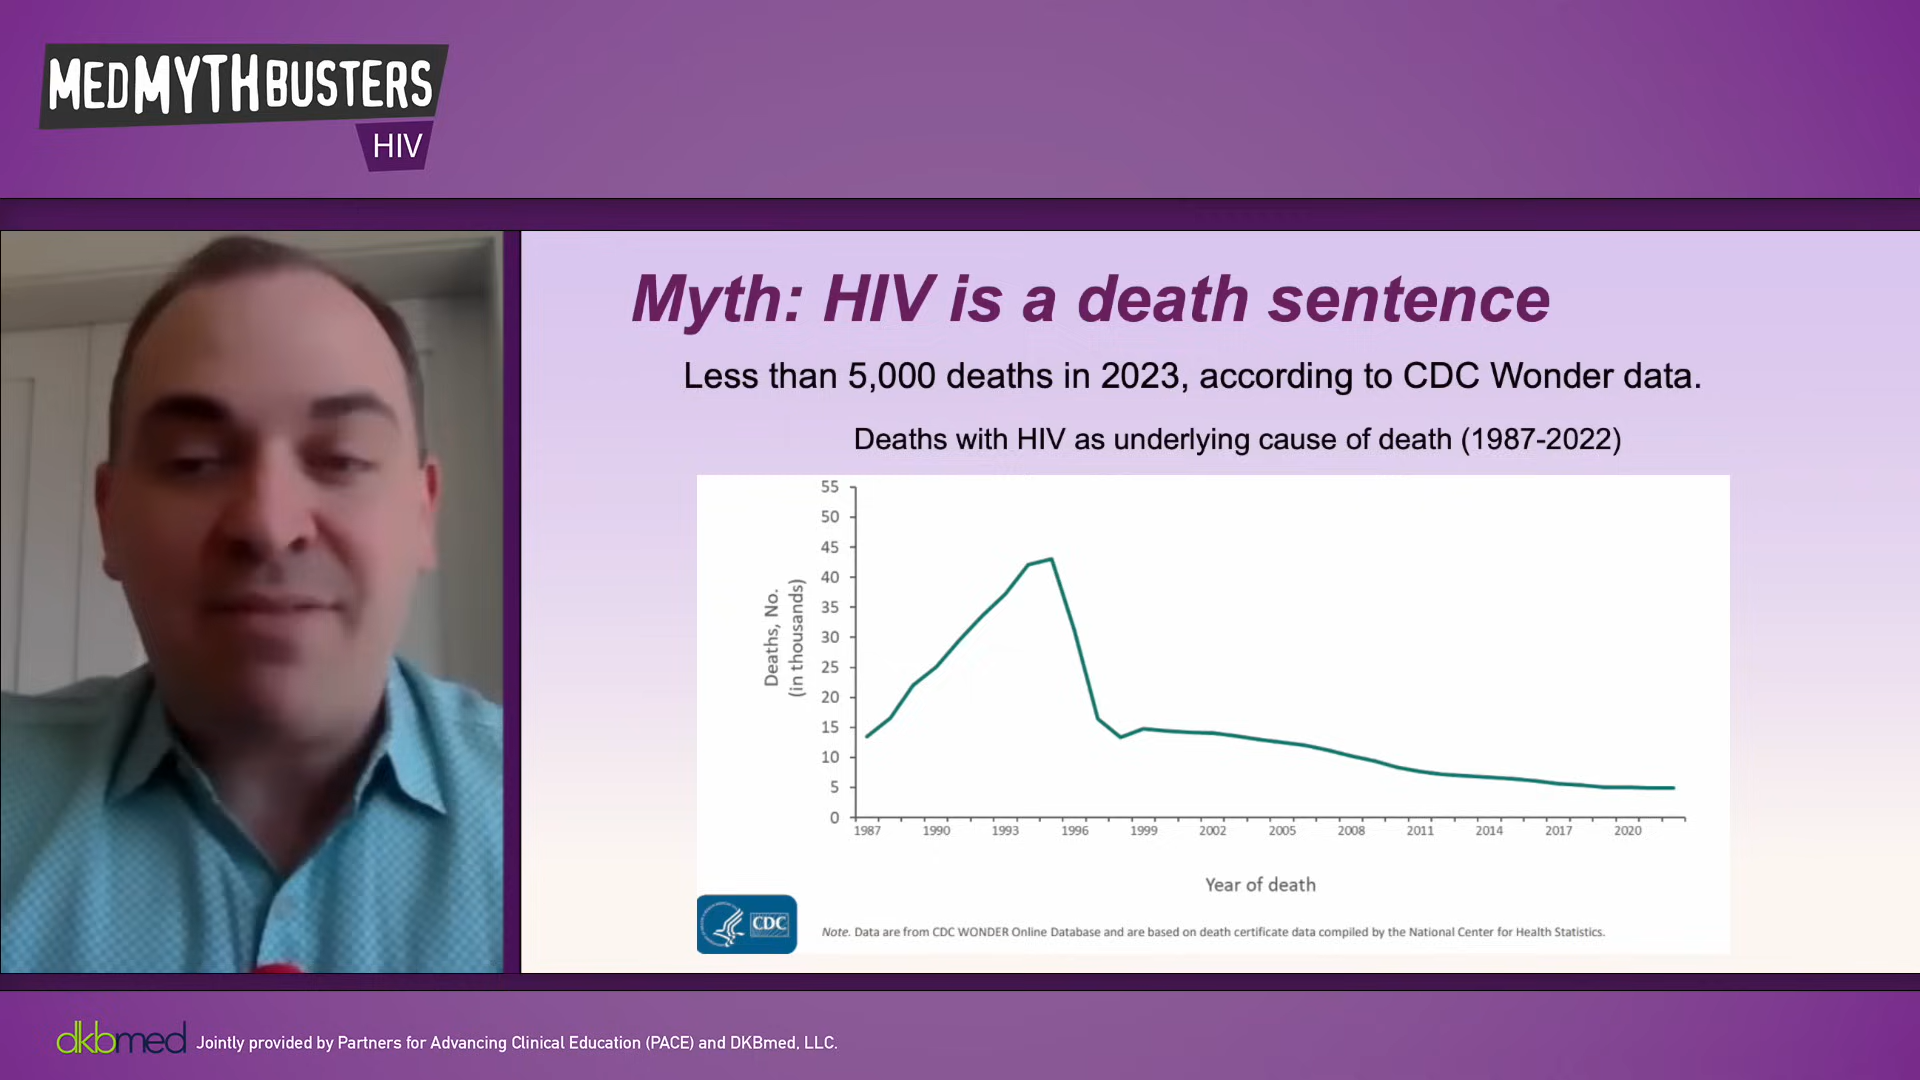 MEDMYTHBUSTERS
HIV
Myth: HIV is a death sentence
Less than 5,000 deaths in 2023, according to CDC Wonder data.
Deaths with HIV as underlying cause of death (1987-2022)
Deaths, No.
(in thousands)
55
50
45
40
35
30
25
20
15
10
5
0
1987 1990 1993 1996 1999 2002 2005 2008 2011 2014 2017 2020
Year of death
CDC
Note. Data are from CDC WONDER Online Database and are based on death certificate data compiled by the National Center for Health Statistics.
dkbmed Jointly provided by Partners for Advancing Clinical Education (PACE) and DKBmed, LLC.